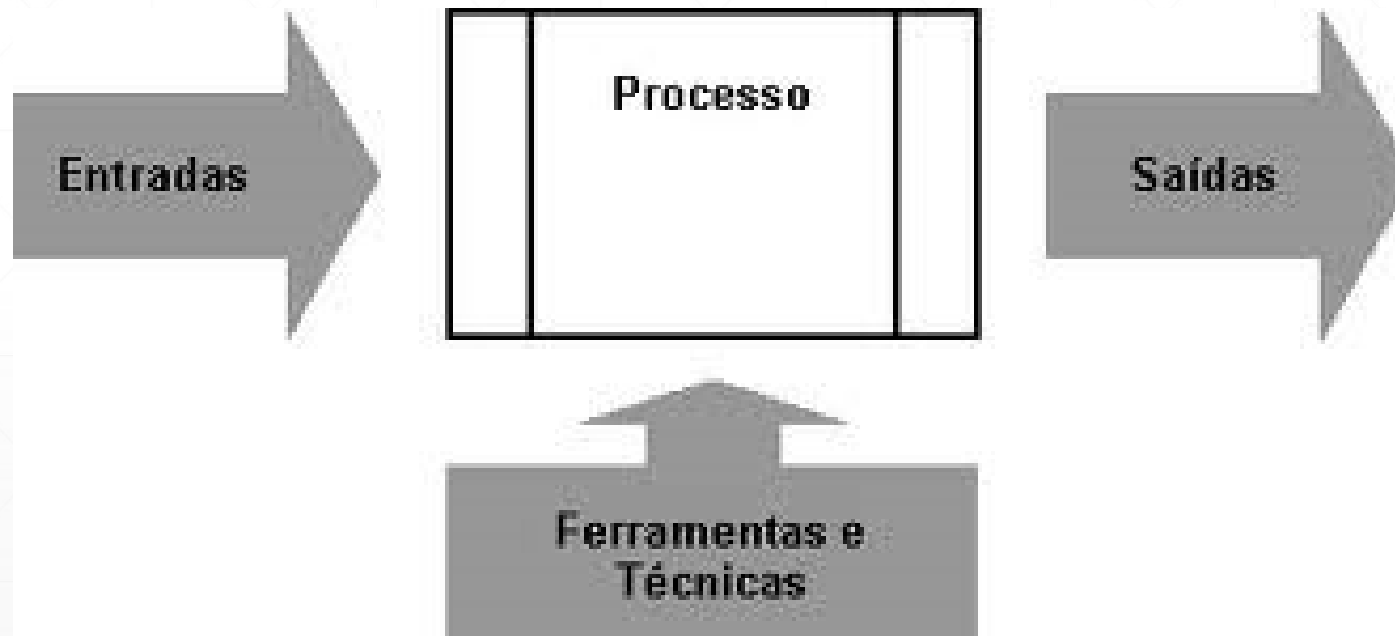 Processo
Entradas
Saídas
Ferramentas e
Técnicas